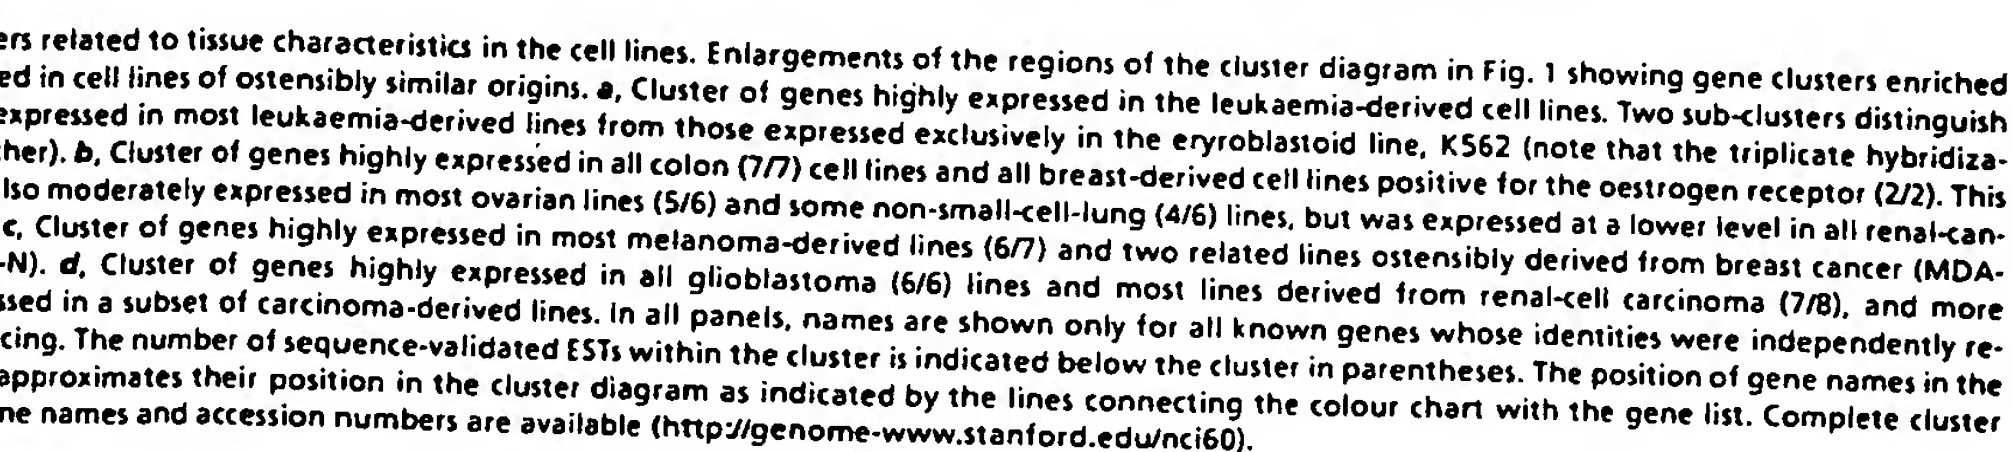 ers related to tissue characteristics in the cell lines. Enlargements of the regions of the cluster diagram in Fig. 1 showing gene clusters enriched
ed in cell lines of ostensibly similar origins. a, Cluster of genes highly expressed in the leukaemia-derived cell lines. Two sub-clusters distinguish
expressed in most leukaemia-derived lines from those expressed exclusively in the eryroblastoid line, K562 (note that the triplicate hybridiza-
her). b, Cluster of genes highly expressed in all colon (7/7) cell lines and all breast-derived cell lines positive for the oestrogen receptor (2/2). This
lso moderately expressed in most ovarian lines (5/6) and some non-small-cell-lung (4/6) lines, but was expressed at a lower level in all renal-can-
c, Cluster of genes highly expressed in most melanoma-derived lines (6/7) and two related lines ostensibly derived from breast cancer (MDA-
-N). d, Cluster of genes highly expressed in all glioblastoma (6/6) lines and most lines derived from renal-cell carcinoma (7/8), and more
ssed in a subset of carcinoma-derived lines. In all panels, names are shown only for all known genes whose identities were independently re-
cing. The number of sequence-validated ESTs within the cluster is indicated below the cluster in parentheses. The position of gene names in the
approximates their position in the cluster diagram as indicated by the lines connecting the colour chart with the gene list. Complete cluster
ne names and accession numbers are available (http://genome-www.stanford.edu/nci60).